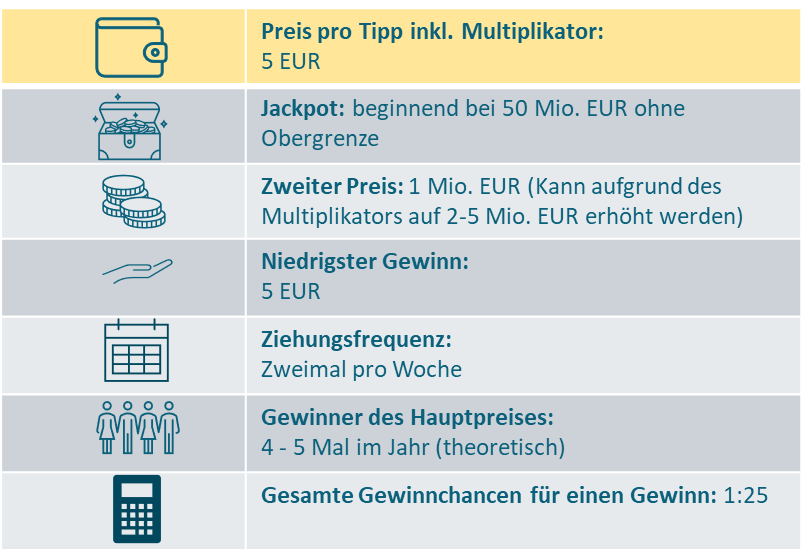 Preis pro Tipp inkl. Multiplikator:
5 EUR
Jackpot: beginnend bei 50 Mio. EUR ohne
Obergrenze
Zweiter Preis: 1 Mio. EUR (Kann aufgrund des
Multiplikators auf 2-5 Mio. EUR erhöht werden)
Niedrigster Gewinn:
5 EUR
Ziehungsfrequenz:
Zweimal pro Woche
Gewinner des Hauptpreises:
4 - 5 Mal im Jahr (theoretisch)
Gesamte Gewinnchancen für einen Gewinn: 1:25